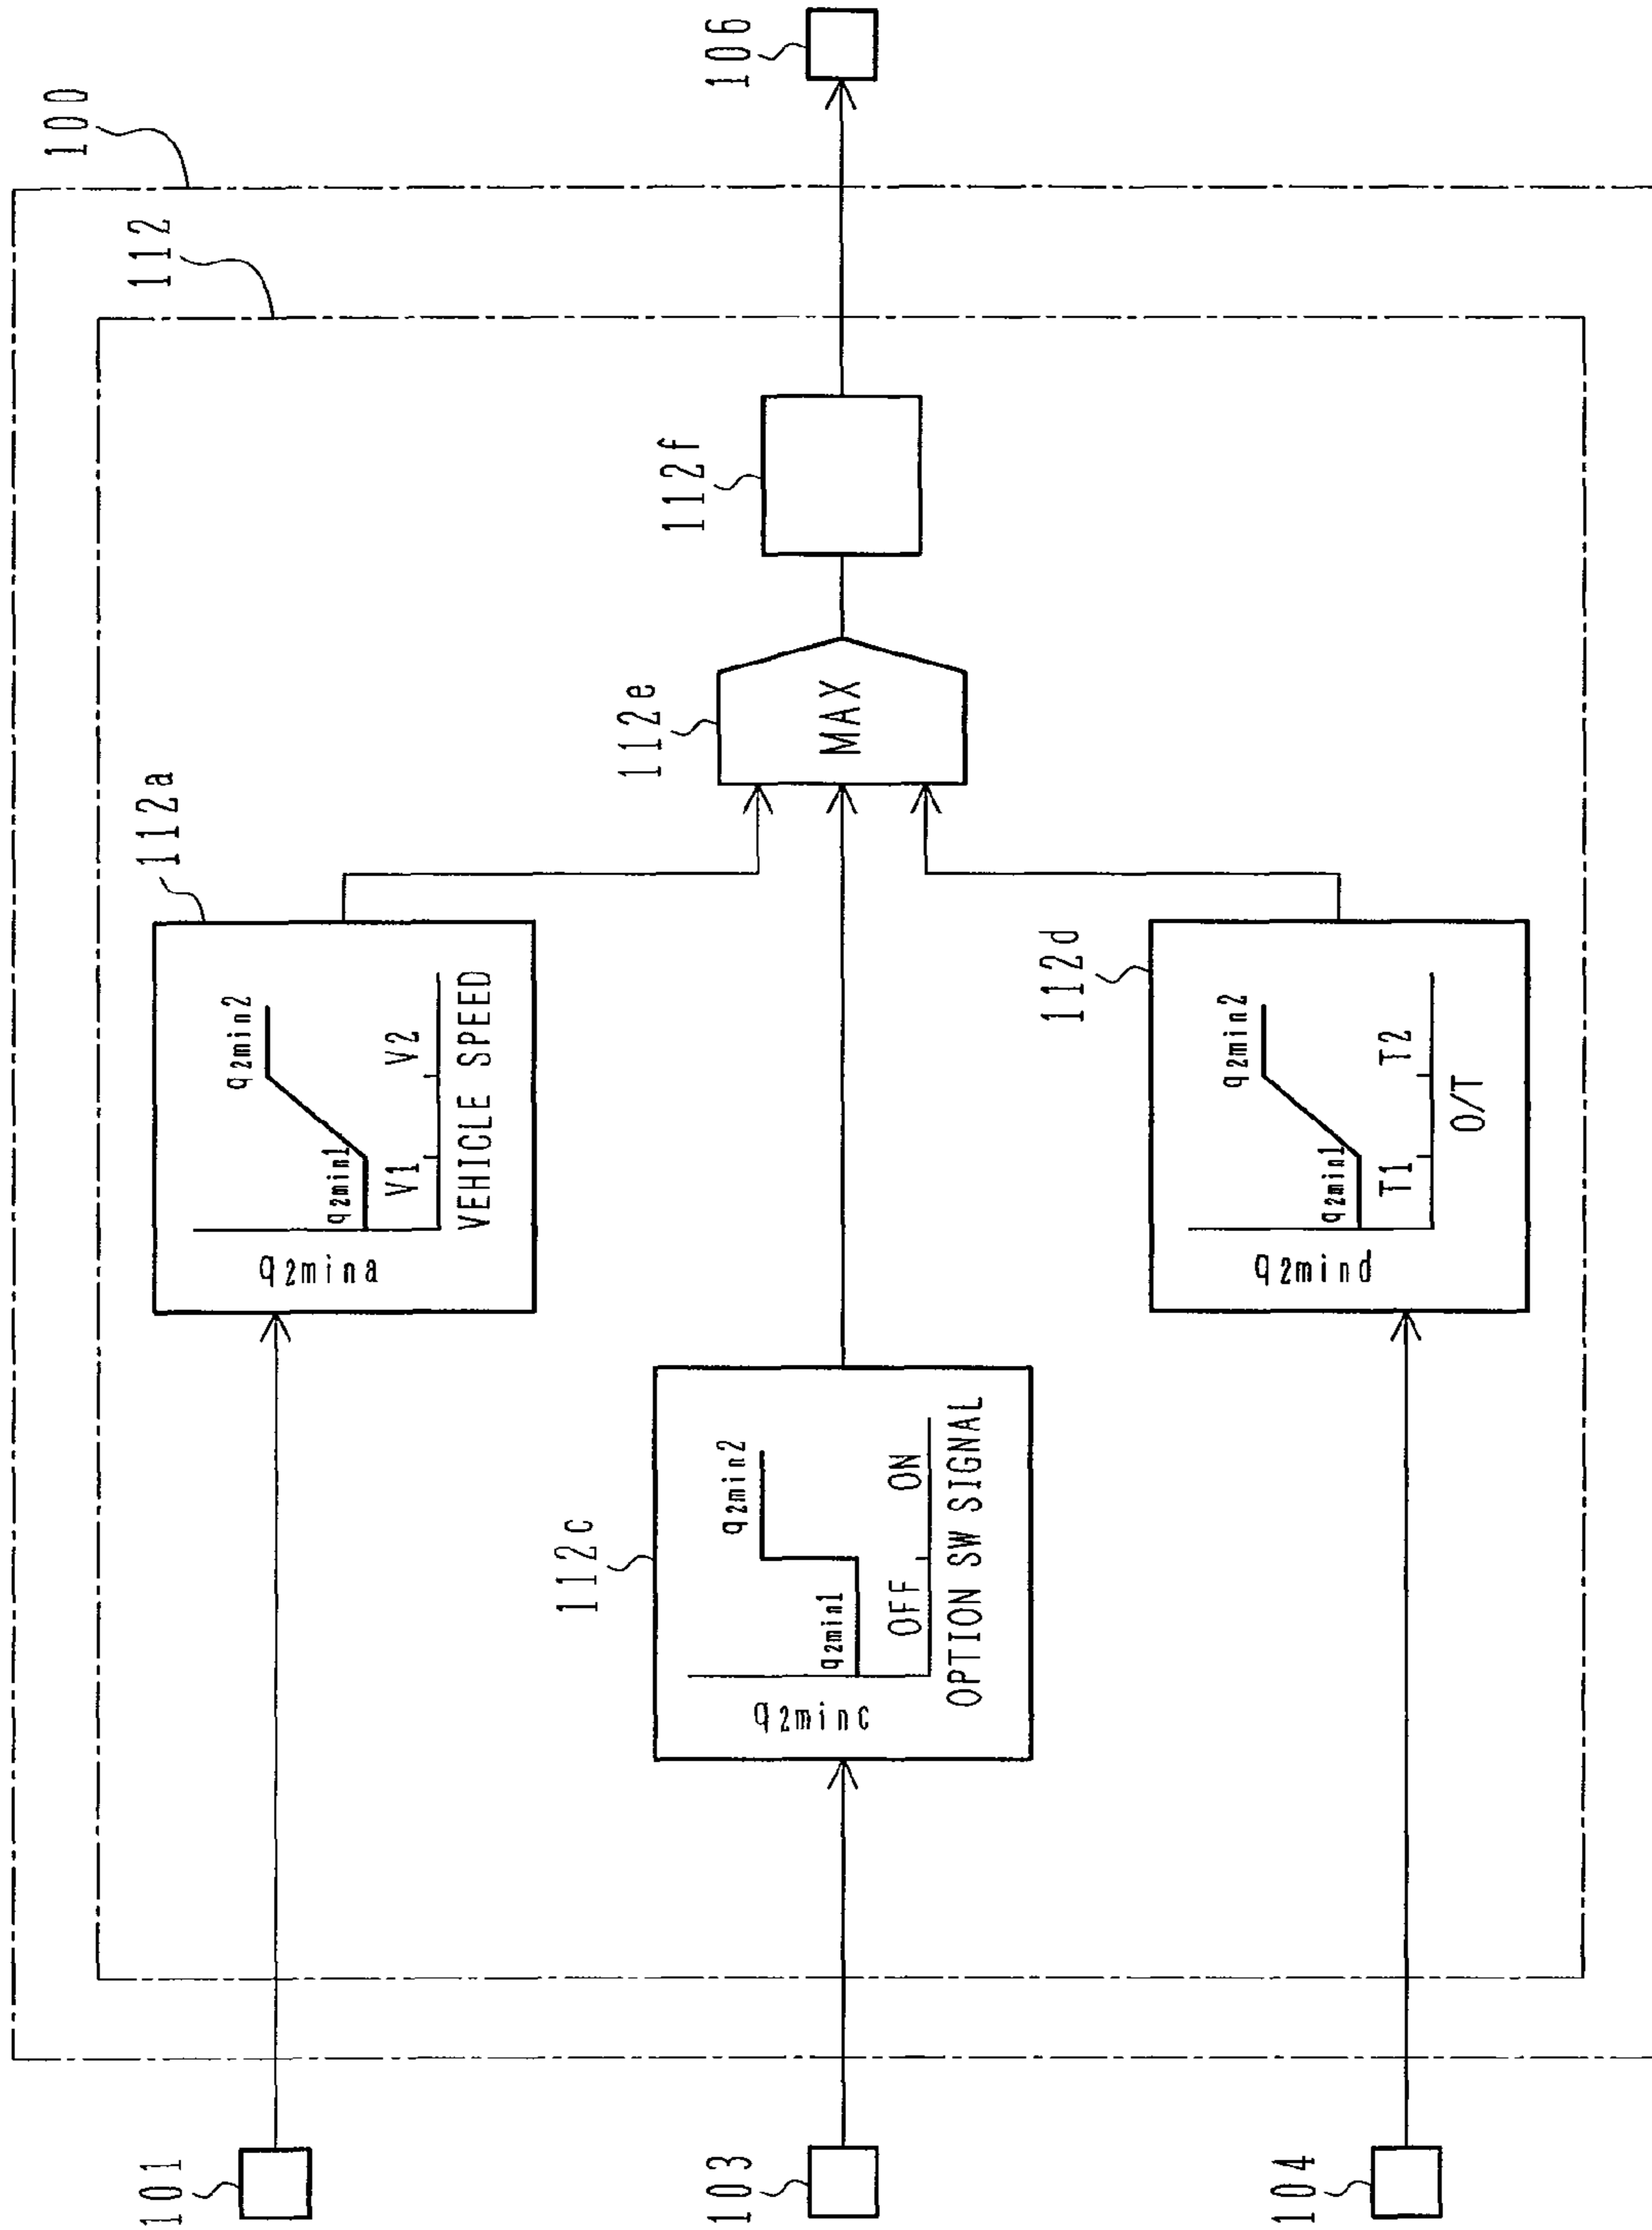 100
112
101
q2mina
q2min1
q2min2
V1
V2
VEHICLE SPEED
112a
103
112c
q2minc
q2min1
q2min2
OFF
ON
OPTION SW SIGNAL
112e
MAX
112f
106
104
112d
q2mind
q2min1
q2min2
T1
T2
O/T